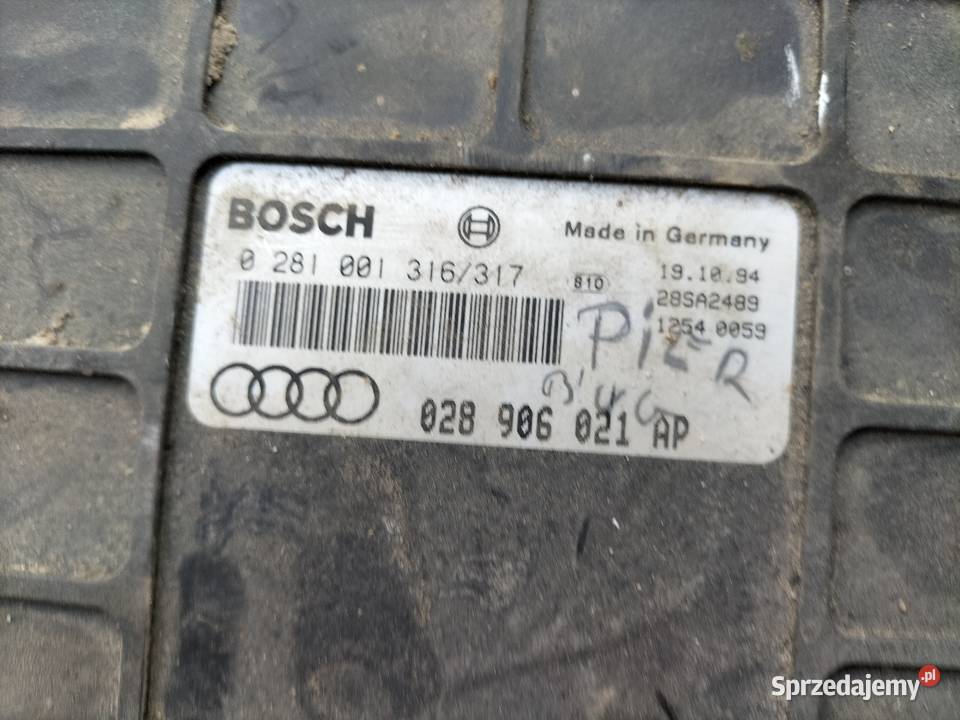 BOSCH
Made in Germany
0 281 001 316/317
810
19.10.94
28SA2489
1254 0059
028 906 021 AP
Sprzedajemy.pl